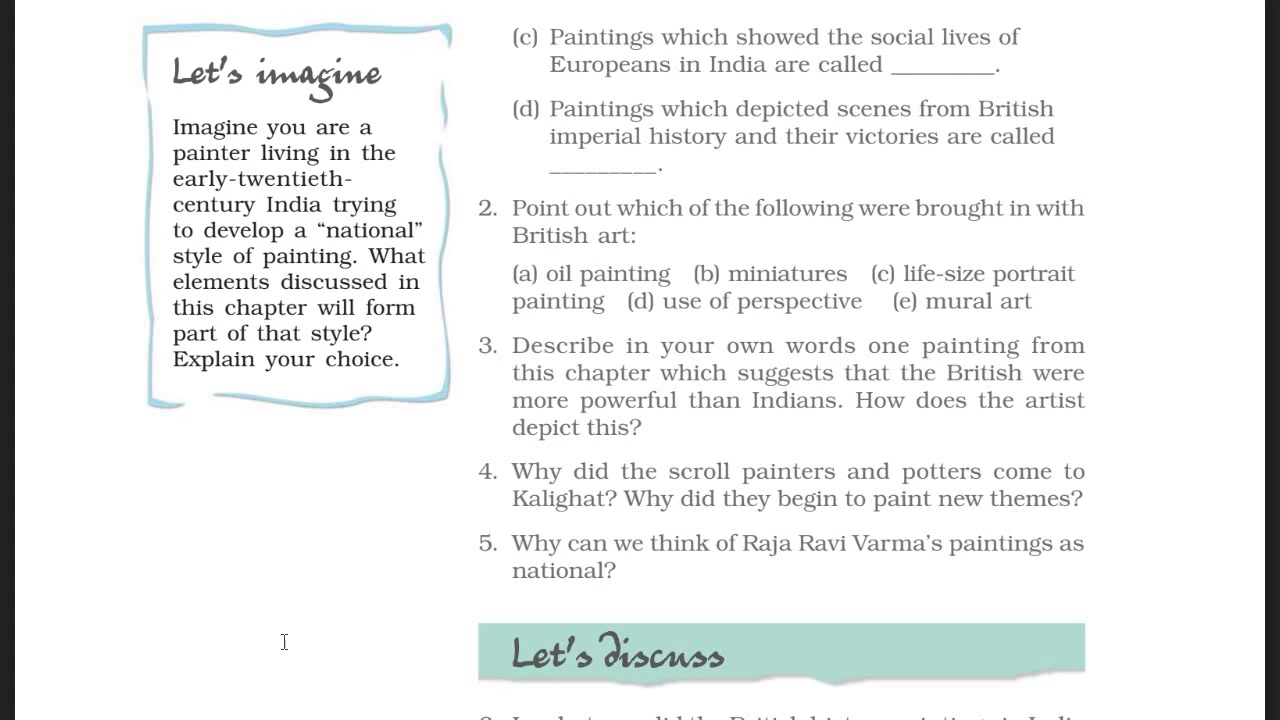 Let's imagine
Imagine you are a
painter living in the
early-twentieth-
century India trying
to develop a “national”
style of painting. What
elements discussed in
this chapter will form
part of that style?
Explain your choice.
(c) Paintings which showed the social lives of
Europeans in India are called _________.
(d) Paintings which depicted scenes from British
imperial history and their victories are called
_________.
2. Point out which of the following were brought in with
British art:
(a) oil painting (b) miniatures (c) life-size portrait
painting (d) use of perspective (e) mural art
3. Describe in your own words one painting from
this chapter which suggests that the British were
more powerful than Indians. How does the artist
depict this?
4. Why did the scroll painters and potters come to
Kalighat? Why did they begin to paint new themes?
5. Why can we think of Raja Ravi Varma’s paintings as
national?
Let's discuss